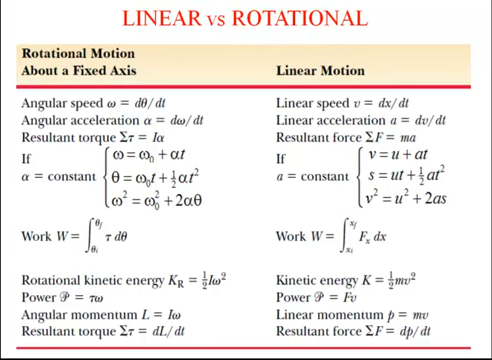 LINEAR vs ROTATIONAL
Rotational Motion
About a Fixed Axis
Linear Motion
Angular speed ω = dθ/dt
Linear speed v = dx/dt
Angular acceleration α = dω/dt
Linear acceleration a = dv/dt
Resultant torque Στ = Iα
Resultant force ΣF = ma
If
α = constant { ω = ω₀ + αt
θ = ω₀t + ½αt²
ω² = ω₀² + 2αθ
If
a = constant { v = u + at
s = ut + ½at²
v² = u² + 2as
Work W = ∫θᵢ^θf τ dθ
Work W = ∫xᵢ^xf Fₓ dx
Rotational kinetic energy K_R = ½Iω²
Kinetic energy K = ½mv²
Power 𝒫 = τω
Power 𝒫 = Fv
Angular momentum L = Iω
Linear momentum p = mv
Resultant torque Στ = dL/dt
Resultant force ΣF = dp/dt